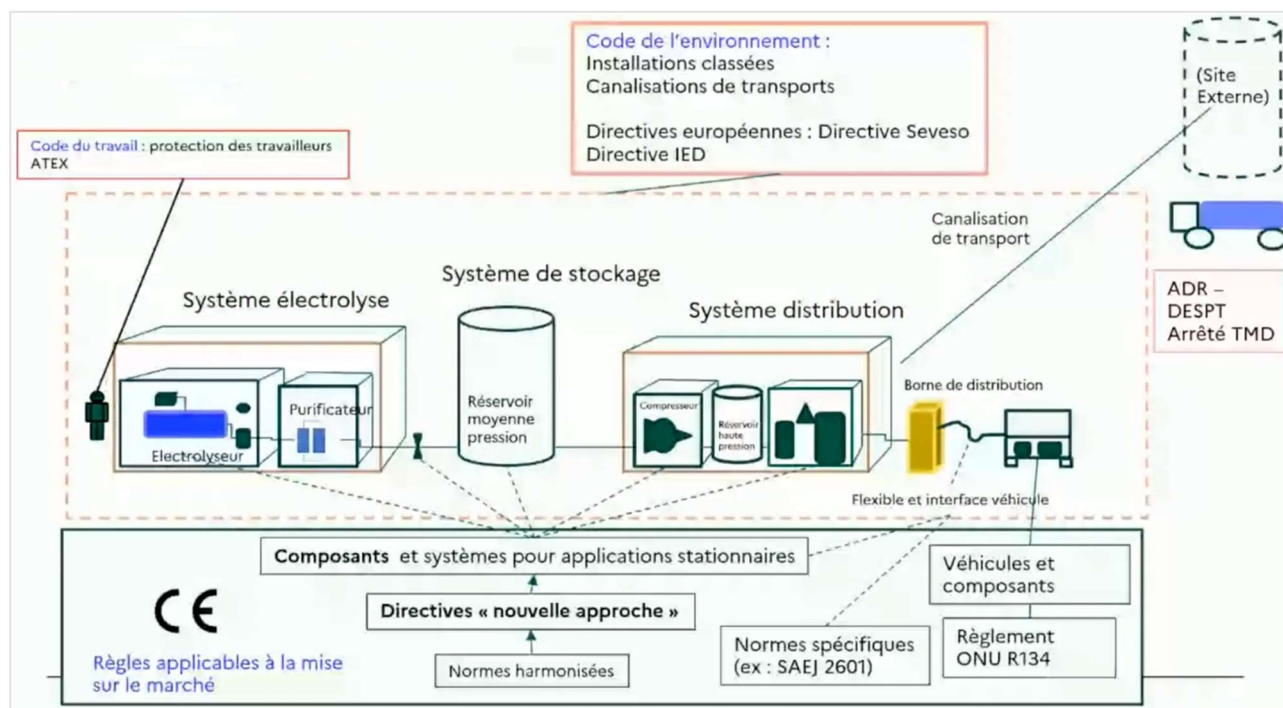 Code de l'environnement :
Installations classées
Canalisations de transports
Directives européennes : Directive Seveso
Directive IED
(Site
Externe)
Code du travail : protection des travailleurs
ATEX
Canalisation
de transport
ADR –
DESPT
Arrêté TMD
Système électrolyse
Système de stockage
Système distribution
Electrolyseur
Purificateur
Réservoir
moyenne
pression
Compresseur
Réservoir
haute
pression
Borne de distribution
Flexible et interface véhicule
Composants et systèmes pour applications stationnaires
Directives « nouvelle approche »
Normes harmonisées
CE
Règles applicables à la mise
sur le marché
Normes spécifiques
(ex : SAEJ 2601)
Véhicules et
composants
Règlement
ONU R134